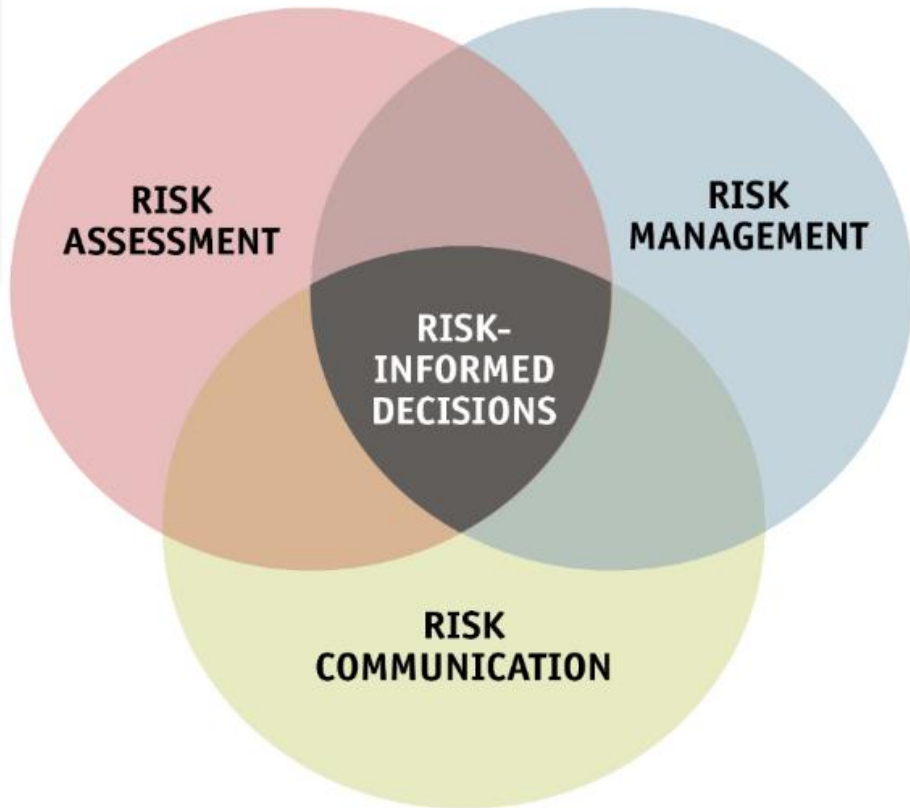 RISK
ASSESSMENT
RISK
MANAGEMENT
RISK-
INFORMED
DECISIONS
RISK
COMMUNICATION